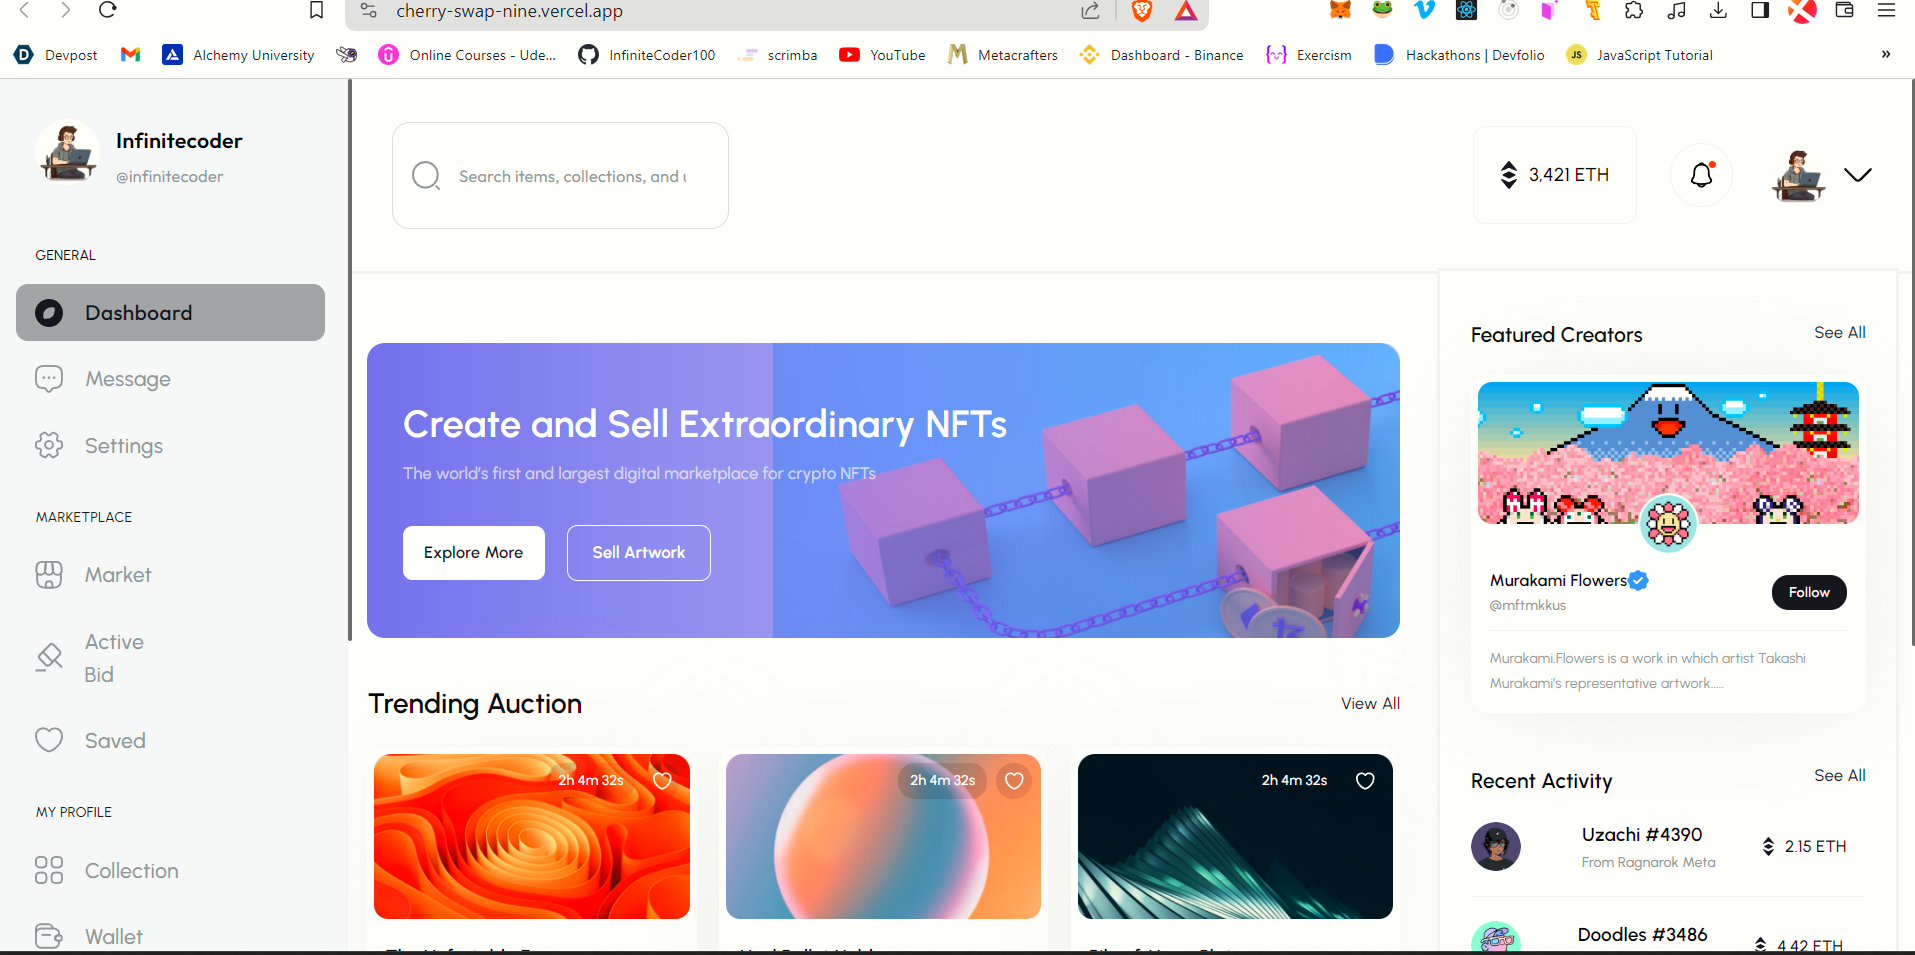 cherry-swap-nine.vercel.app
Devpost
Alchemy University
Online Courses - Ude...
InfiniteCoder100
scrimba
YouTube
Metacrafters
Dashboard - Binance
Exercism
Hackathons | Devfolio
JS
JavaScript Tutorial
»
Infinitecoder
@infinitecoder
GENERAL
Dashboard
Message
Settings
MARKETPLACE
Market
Active
Bid
Saved
MY PROFILE
Collection
Wallet
Search items, collections, and
3,421 ETH
Create and Sell Extraordinary NFTs
The world's first and largest digital marketplace for crypto NFTs
Explore More
Sell Artwork
Trending Auction
View All
2h 4m 32s
2h 4m 32s
2h 4m 32s
Featured Creators
See All
Murakami Flowers
@mftmkkus
Follow
Murakami.Flowers is a work in which artist Takashi
Murakami's representative artwork.....
Recent Activity
See All
Uzachi #4390
From Ragnarok Meta
2.15 ETH
Doodles #3486
4.42 ETH